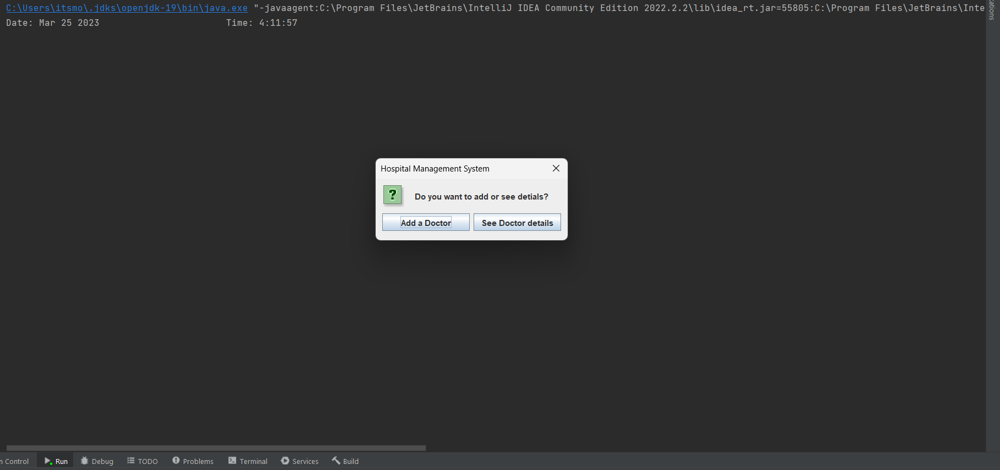 C:\Users\itsmo\.jdks\openjdk-19\bin\java.exe "-javaagent:C:\Program Files\JetBrains\IntelliJ IDEA Community Edition 2022.2.2\lib\idea_rt.jar=55805:C:\Program Files\JetBrains\Inte
Date: Mar 25 2023 Time: 4:11:57
Hospital Management System
?
Do you want to add or see detials?
Add a Doctor See Doctor details
n Control Run Debug TODO Problems Terminal Services Build
cations